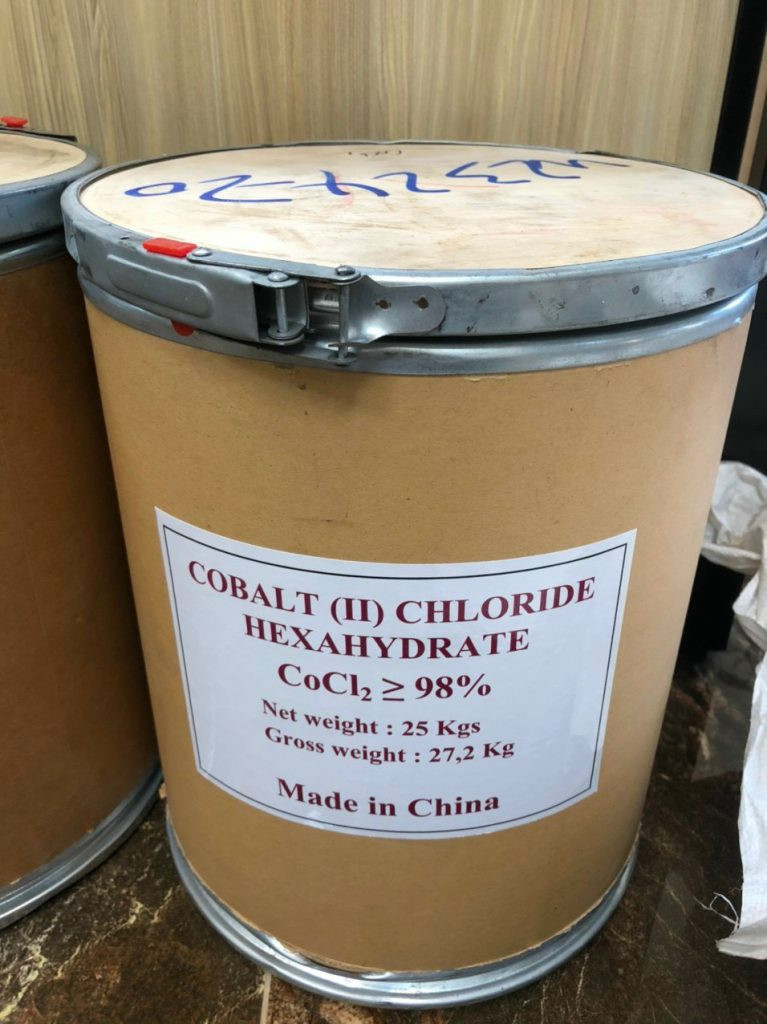 COBALT (II) CHLORIDE
HEXAHYDRATE
CoCl₂ ≥ 98%
Net weight : 25 Kgs
Gross weight : 27,2 Kg
Made in China